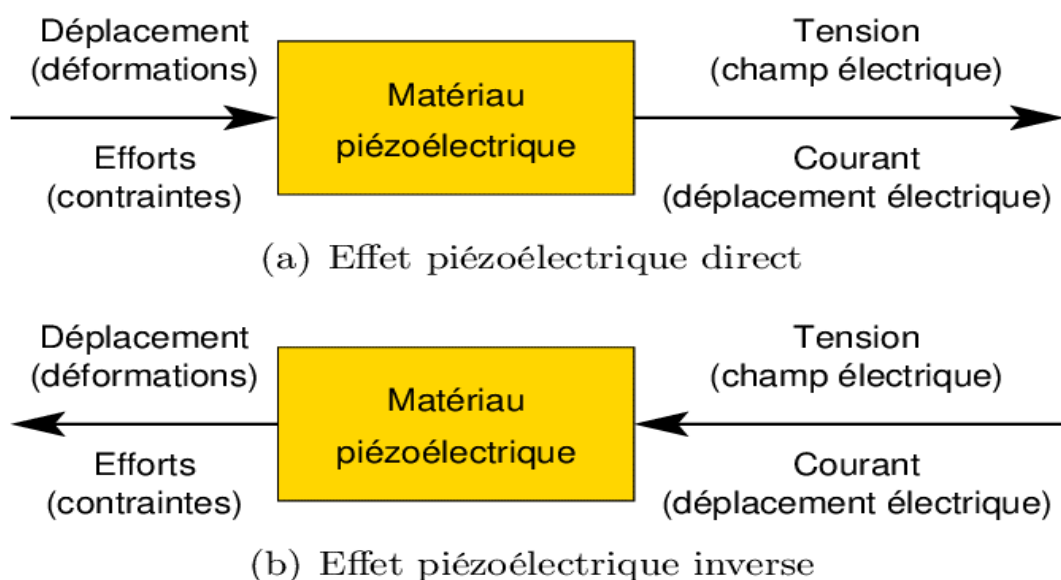 Déplacement
(déformations)
Efforts
(contraintes)
Matériau
piézoélectrique
Tension
(champ électrique)
Courant
(déplacement électrique)
(a) Effet piézoélectrique direct
Déplacement
(déformations)
Efforts
(contraintes)
Matériau
piézoélectrique
Tension
(champ électrique)
Courant
(déplacement électrique)
(b) Effet piézoélectrique inverse